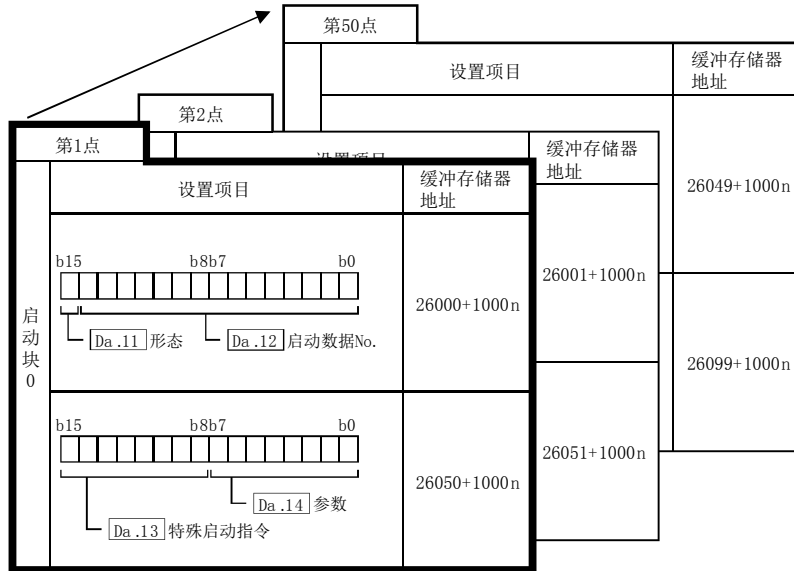 第50点
设置项目
缓冲存储器
地址
26049+1000n
26099+1000n
第2点
设置项目
缓冲存储器
地址
26001+1000n
26051+1000n
第1点
设置项目
缓冲存储器
地址
启动块0
b15 b8b7 b0
Da.11 形态 Da.12 启动数据No.
26000+1000n
b15 b8b7 b0
Da.14 参数
Da.13 特殊启动指令
26050+1000n